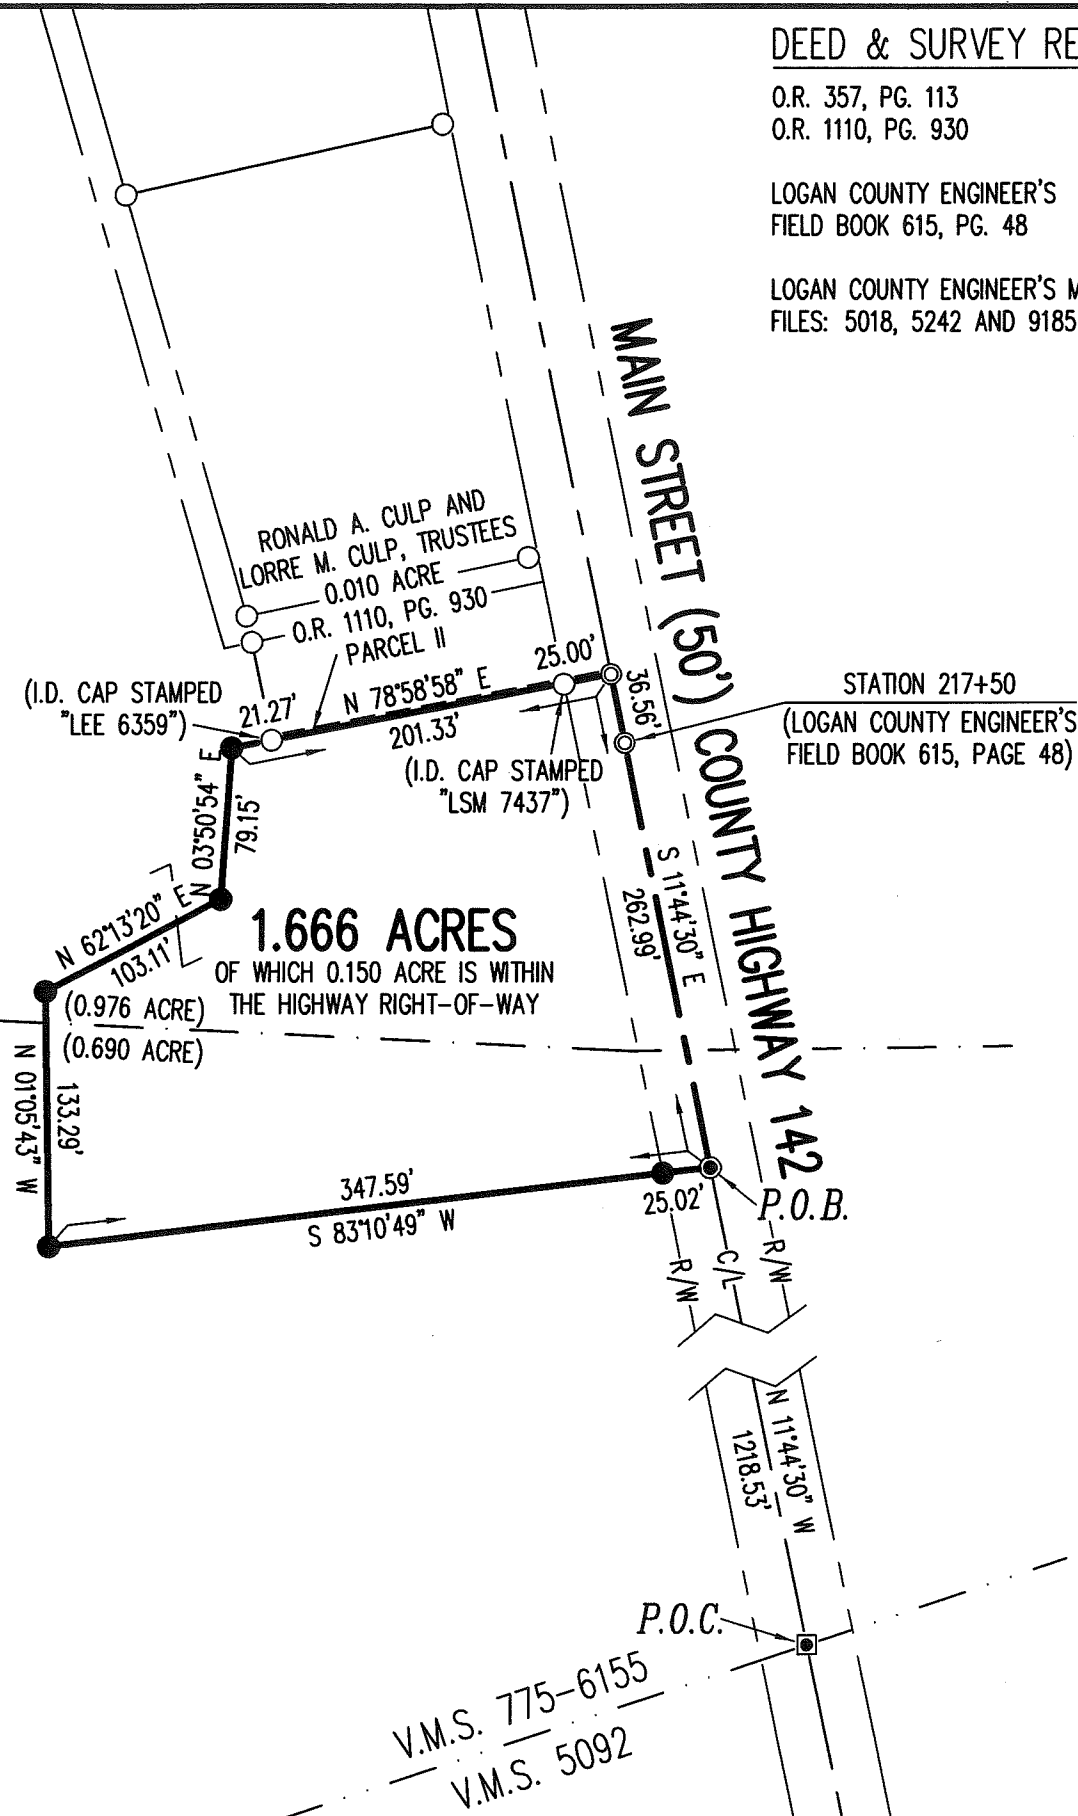 DEED & SURVEY RE
O.R. 357, PG. 113
O.R. 1110, PG. 930
LOGAN COUNTY ENGINEER'S
FIELD BOOK 615, PG. 48
LOGAN COUNTY ENGINEER'S M
FILES: 5018, 5242 AND 9185
MAIN STREET (50') COUNTY HIGHWAY 142
RONALD A. CULP AND
LORRE M. CULP, TRUSTEES
0.010 ACRE
O.R. 1110, PG. 930
PARCEL II
(I.D. CAP STAMPED
"LEE 6359")
21.27'
N 78°58'58" E
201.33'
25.00'
36.56'
STATION 217+50
(LOGAN COUNTY ENGINEER'S
FIELD BOOK 615, PAGE 48)
(I.D. CAP STAMPED
"LSM 7437")
N 03°50'54" E
79.15'
S 11°44'30" E
262.99'
N 62°13'20" E
103.11'
1.666 ACRES
OF WHICH 0.150 ACRE IS WITHIN
THE HIGHWAY RIGHT-OF-WAY
(0.976 ACRE)
(0.690 ACRE)
N 01°05'43" W
133.29'
347.59'
S 83°10'49" W
25.02'
P.O.B.
R/W
C/L
R/W
N 11°44'30" W
1218.53'
P.O.C.
V.M.S. 775-6155
V.M.S. 5092